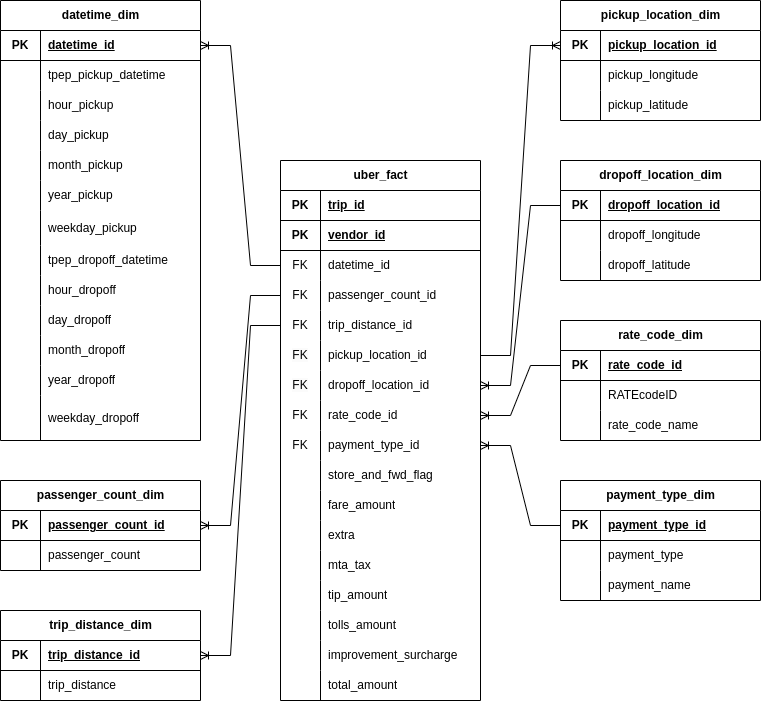 datetime_dim
PK datetime_id
tpep_pickup_datetime
hour_pickup
day_pickup
month_pickup
year_pickup
weekday_pickup
tpep_dropoff_datetime
hour_dropoff
day_dropoff
month_dropoff
year_dropoff
weekday_dropoff
passenger_count_dim
PK passenger_count_id
passenger_count
trip_distance_dim
PK trip_distance_id
trip_distance
uber_fact
PK trip_id
PK vendor_id
FK datetime_id
FK passenger_count_id
FK trip_distance_id
FK pickup_location_id
FK dropoff_location_id
FK rate_code_id
FK payment_type_id
store_and_fwd_flag
fare_amount
extra
mta_tax
tip_amount
tolls_amount
improvement_surcharge
total_amount
pickup_location_dim
PK pickup_location_id
pickup_longitude
pickup_latitude
dropoff_location_dim
PK dropoff_location_id
dropoff_longitude
dropoff_latitude
rate_code_dim
PK rate_code_id
RATEcodeID
rate_code_name
payment_type_dim
PK payment_type_id
payment_type
payment_name